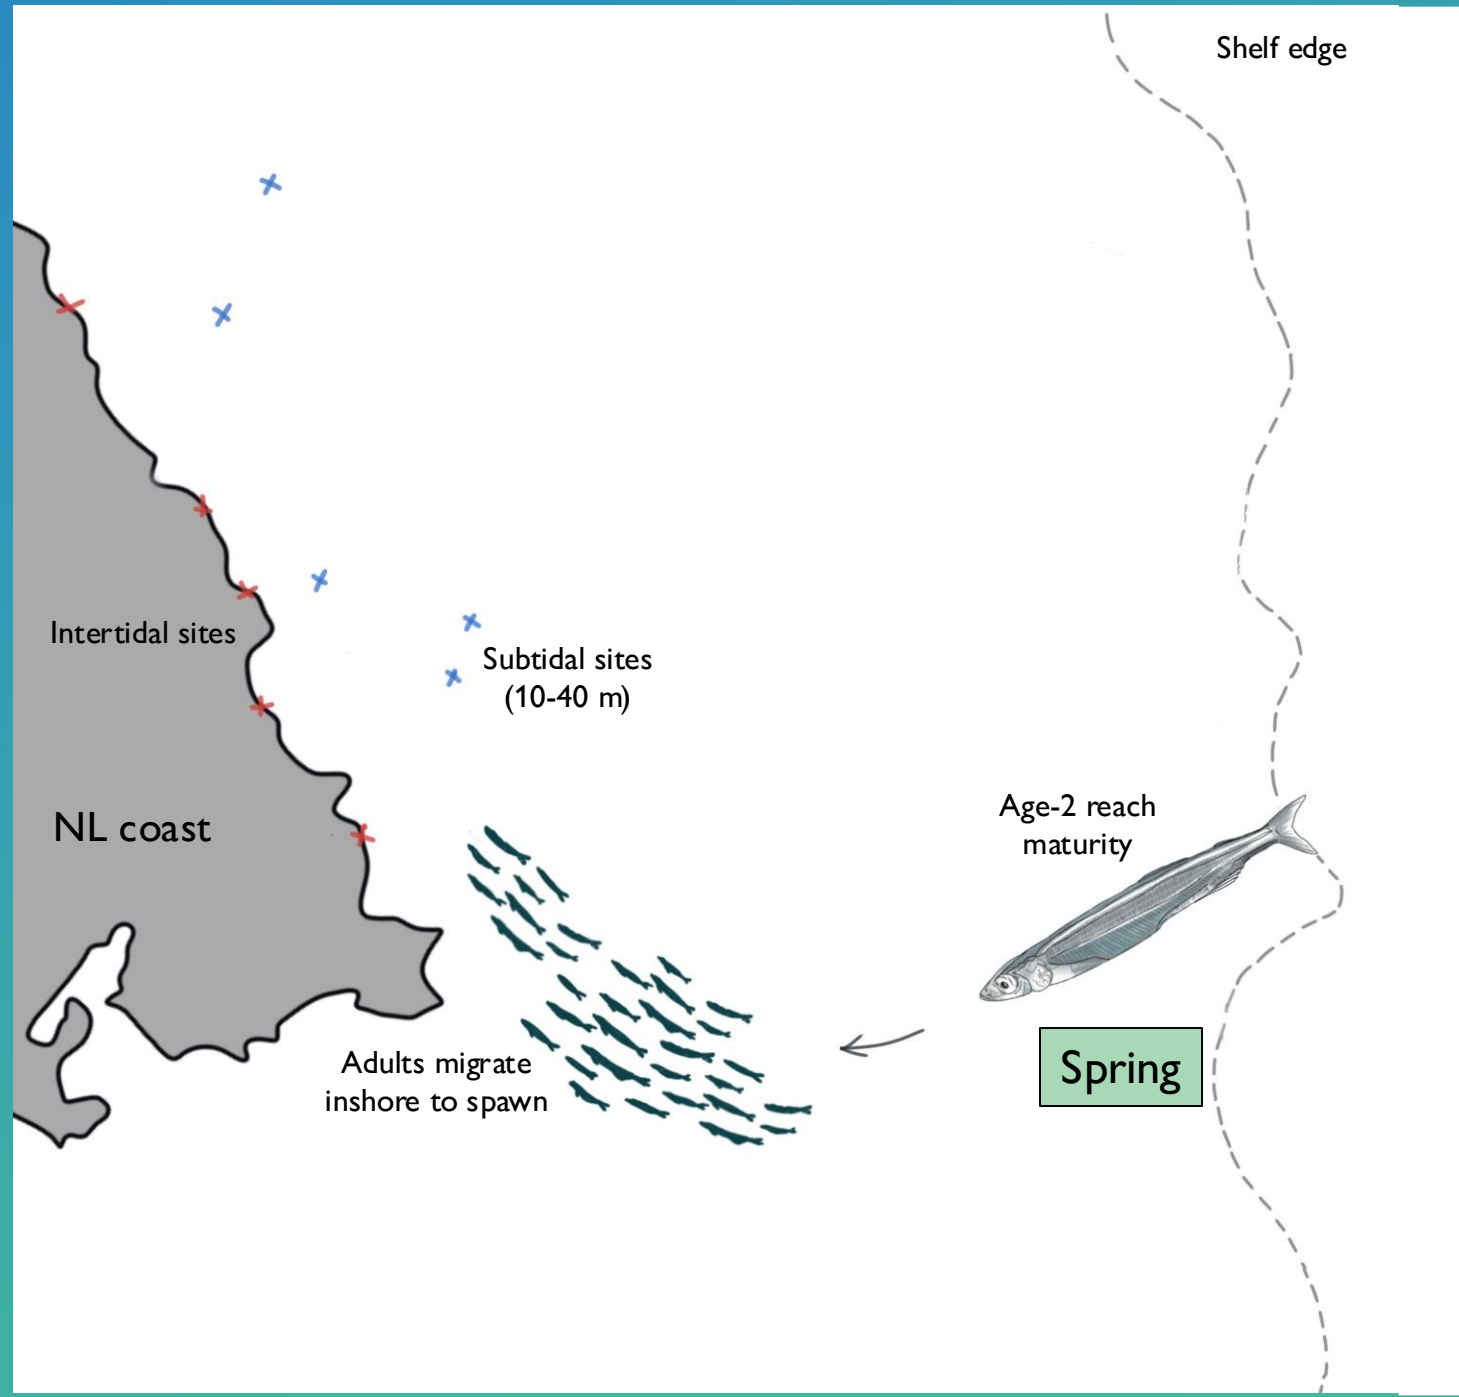 Shelf edge
Intertidal sites
Subtidal sites
(10-40 m)
NL coast
Age-2 reach
maturity
Adults migrate
inshore to spawn
Spring